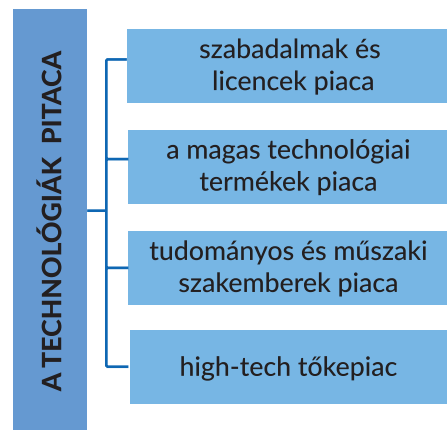 A TECHNOLÓGIÁK PITACA
szabadalmak és
licencek piaca
a magas technológiai
termékek piaca
tudományos és műszaki
szakemberek piaca
high-tech tőkepiac